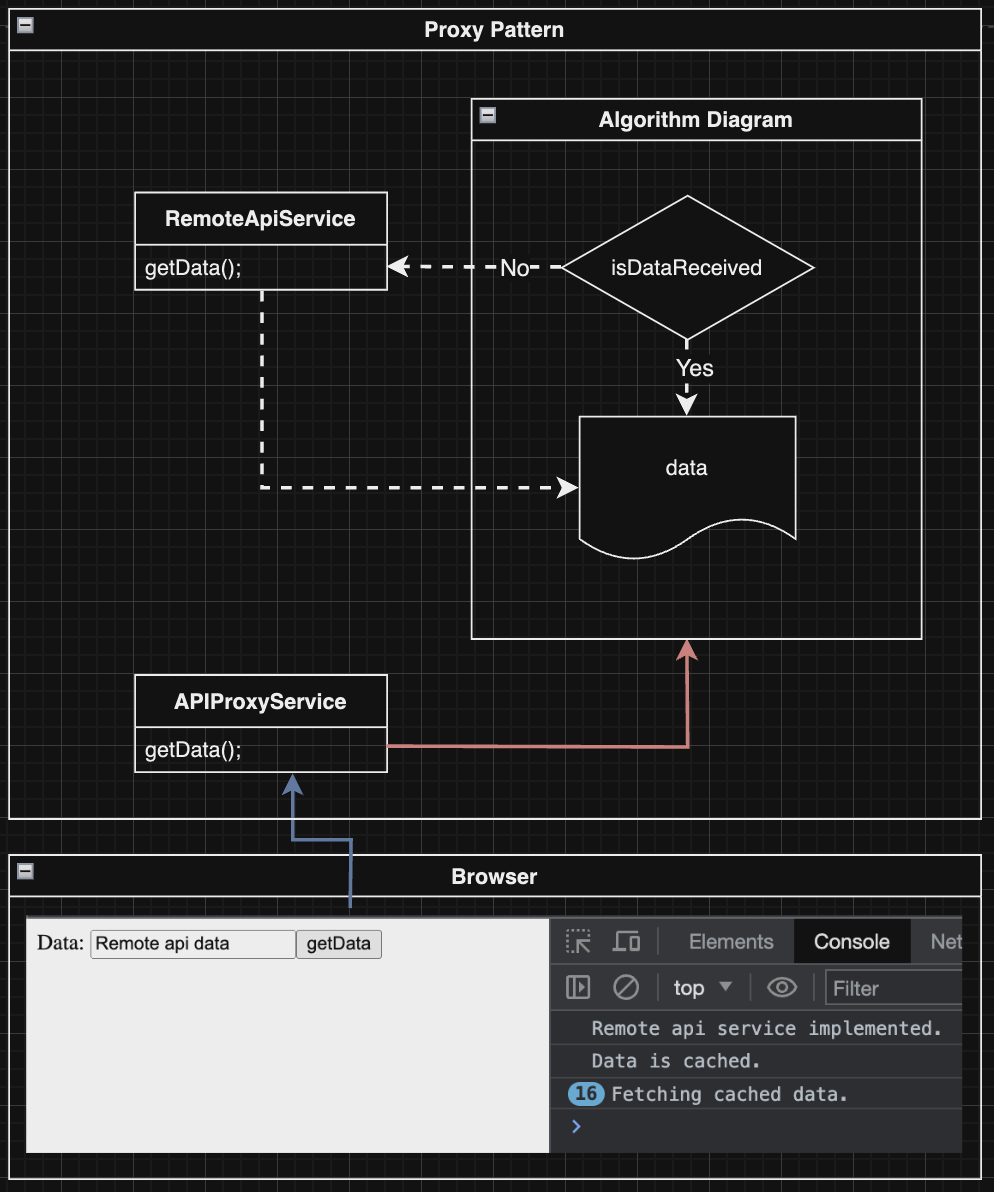 Proxy Pattern
Algorithm Diagram
RemoteApiService
getData();
No
isDataReceived
Yes
data
APIProxyService
getData();
Browser
Data: Remote api data getData
Elements Console Net
top Filter
Remote api service implemented.
Data is cached.
16 Fetching cached data.